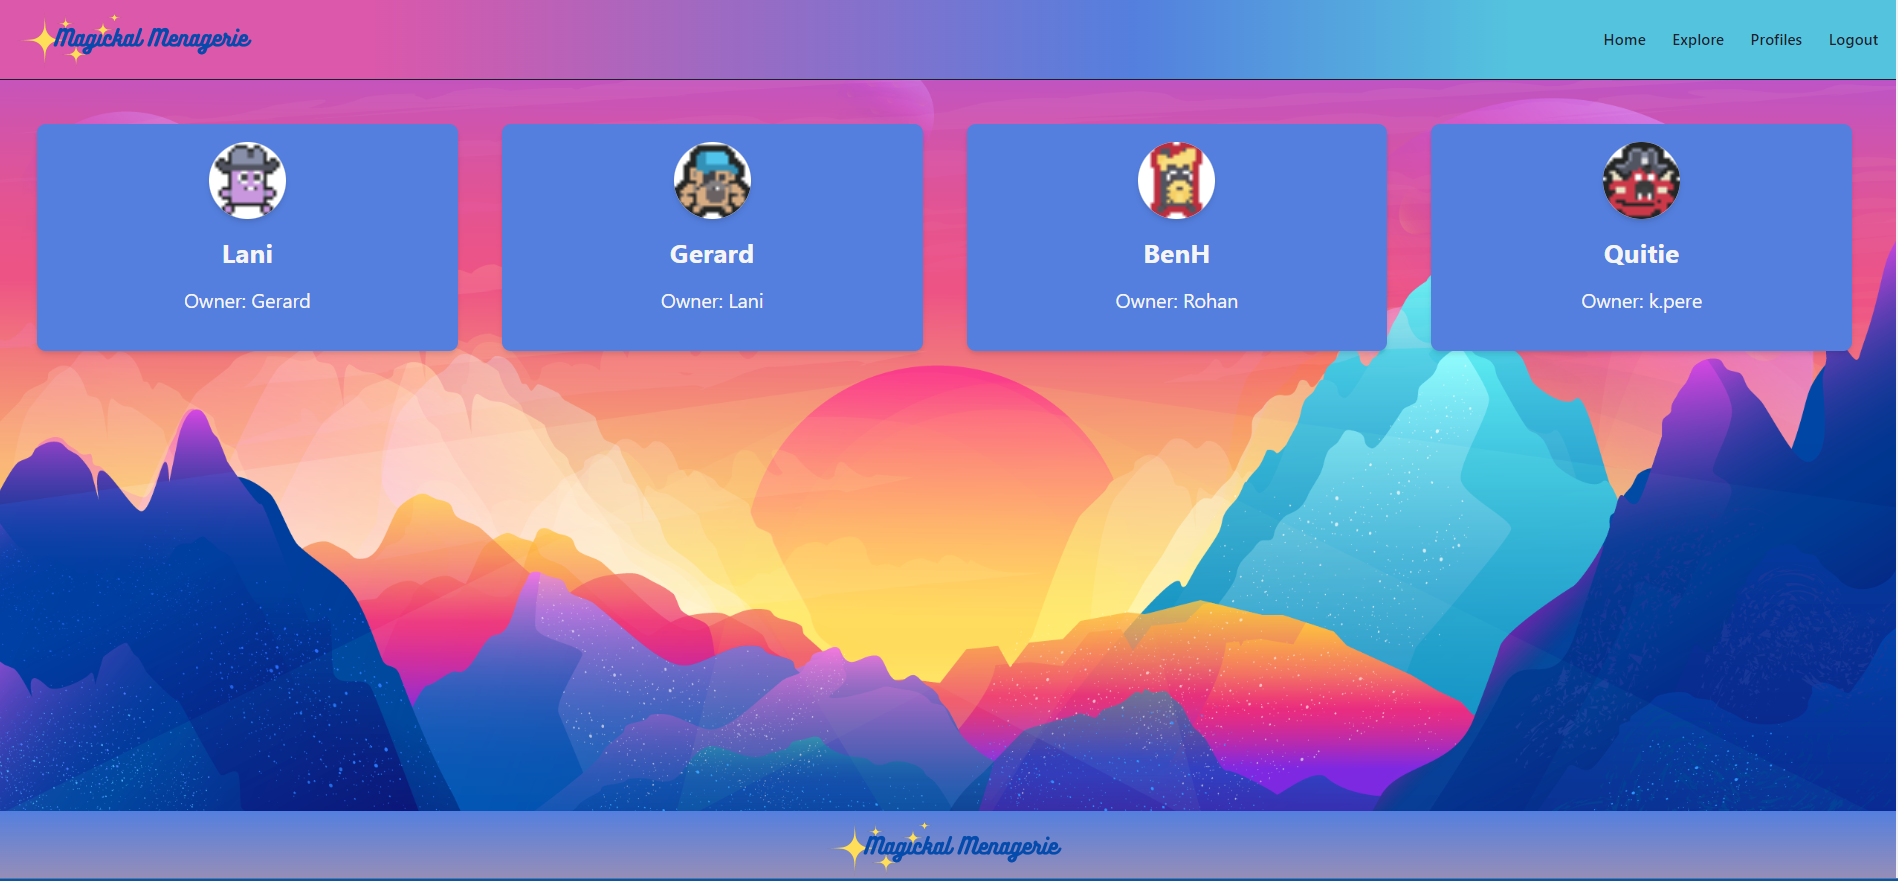 Magickal Menagerie
Home Explore Profiles Logout
Lani
Owner: Gerard
Gerard
Owner: Lani
BenH
Owner: Rohan
Quitie
Owner: k.pere
Magickal Menagerie